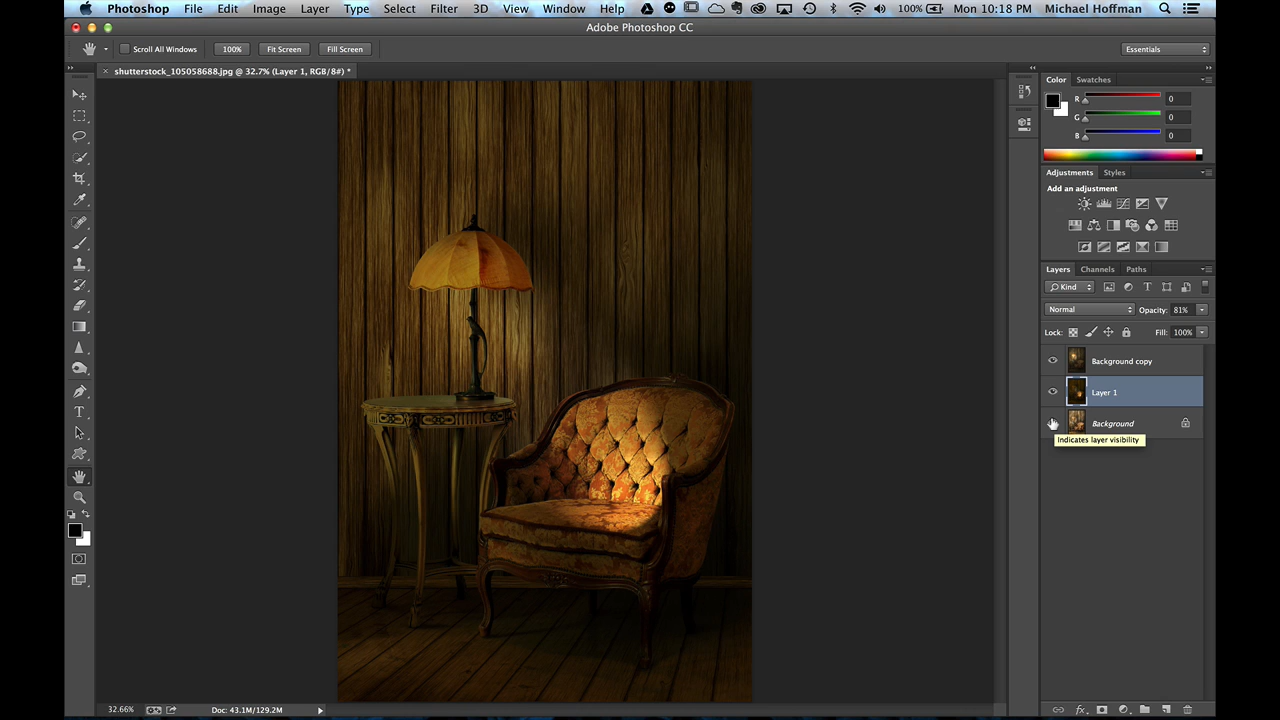 Photoshop File Edit Image Layer Type Select Filter 3D View Window Help 100% Mon 10:18 PM Michael Hoffman
Adobe Photoshop CC
Scroll All Windows 100% Fit Screen Fill Screen Essentials
shutterstock_105058688.jpg @ 32.7% (Layer 1, RGB/8#) *
Color Swatches
R 0
G 0
B 0
Adjustments Styles
Add an adjustment
Layers Channels Paths
Kind
Normal Opacity: 81%
Lock: Fill: 100%
Background copy
Layer 1
Background
Indicates layer visibility
32.66% Doc: 43.1M/129.2M